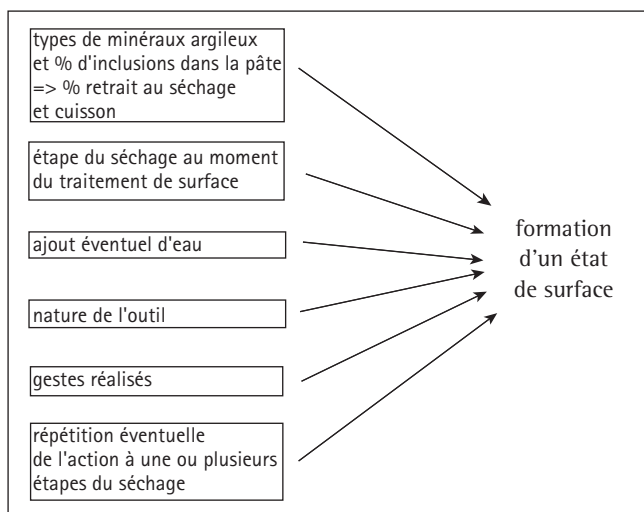 types de minéraux argileux
et % d'inclusions dans la pâte
=> % retrait au séchage
et cuisson
étape du séchage au moment
du traitement de surface
ajout éventuel d'eau
nature de l'outil
gestes réalisés
répétition éventuelle
de l'action à une ou plusieurs
étapes du séchage
formation
d'un état
de surface